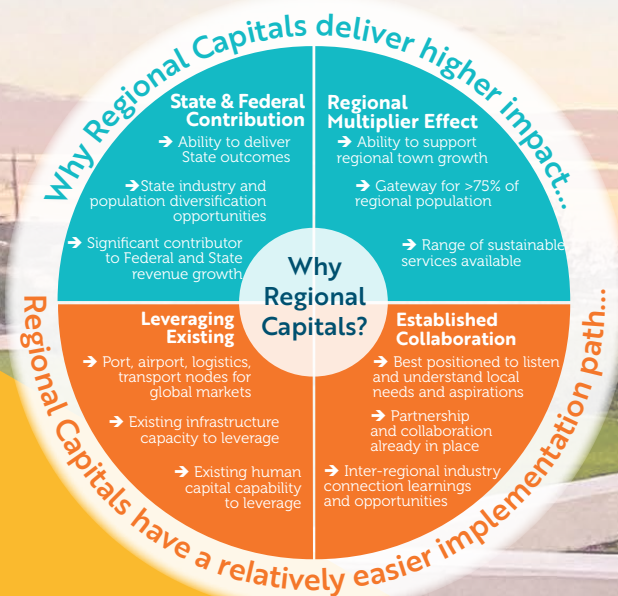 Why Regional Capitals deliver higher impact...
State & Federal
Contribution
➔ Ability to deliver
State outcomes
➔State industry and
population diversification
opportunities
➔ Significant contributor
to Federal and State
revenue growth
Regional
Multiplier Effect
➔ Ability to support
regional town growth
➔ Gateway for >75% of
regional population
➔ Range of sustainable
services available
Why
Regional
Capitals?
Leveraging
Existing
➔ Port, airport, logistics,
transport nodes for
global markets
➔ Existing infrastructure
capacity to leverage
➔ Existing human
capital capability
to leverage
Established
Collaboration
➔ Best positioned to listen
and understand local
needs and aspirations
➔ Partnership
and collaboration
already in place
➔ Inter-regional industry
connection learnings
and opportunities
Regional Capitals have a relatively easier implementation path...